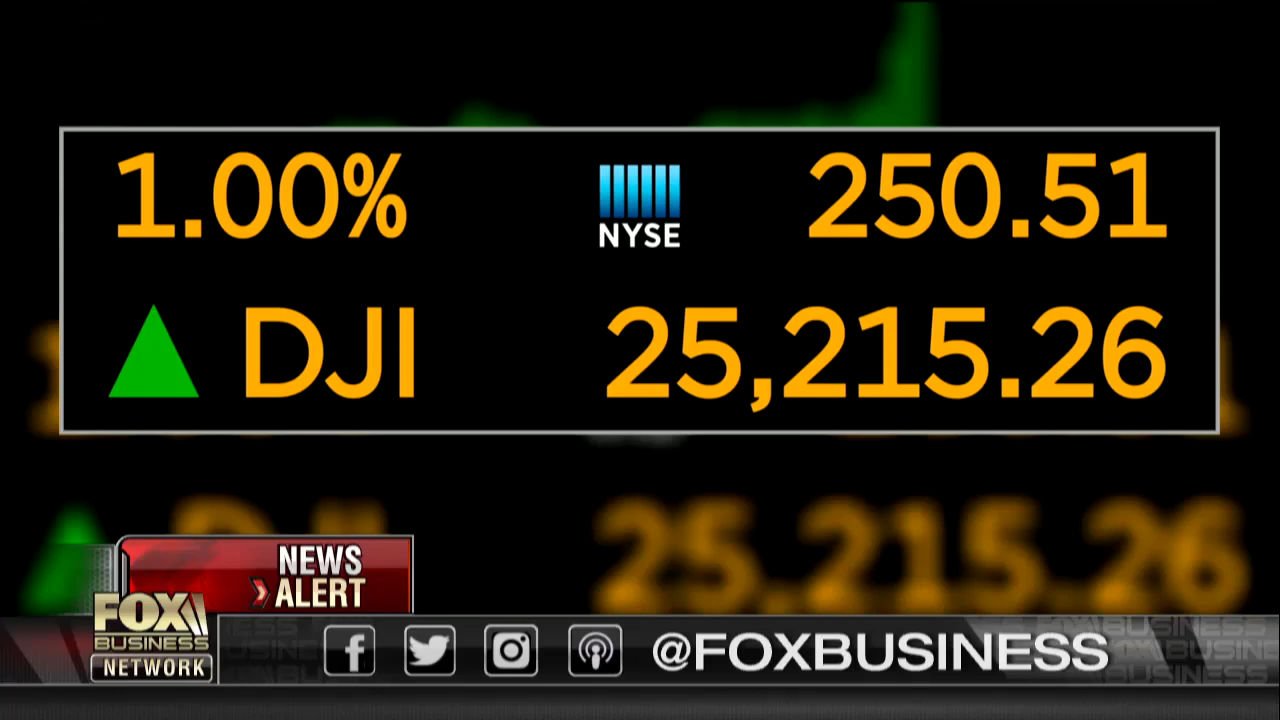 1.00%
NYSE
250.51
DJI
25,215.26
NEWS
ALERT
FOX
BUSINESS
NETWORK
@FOXBUSINESS